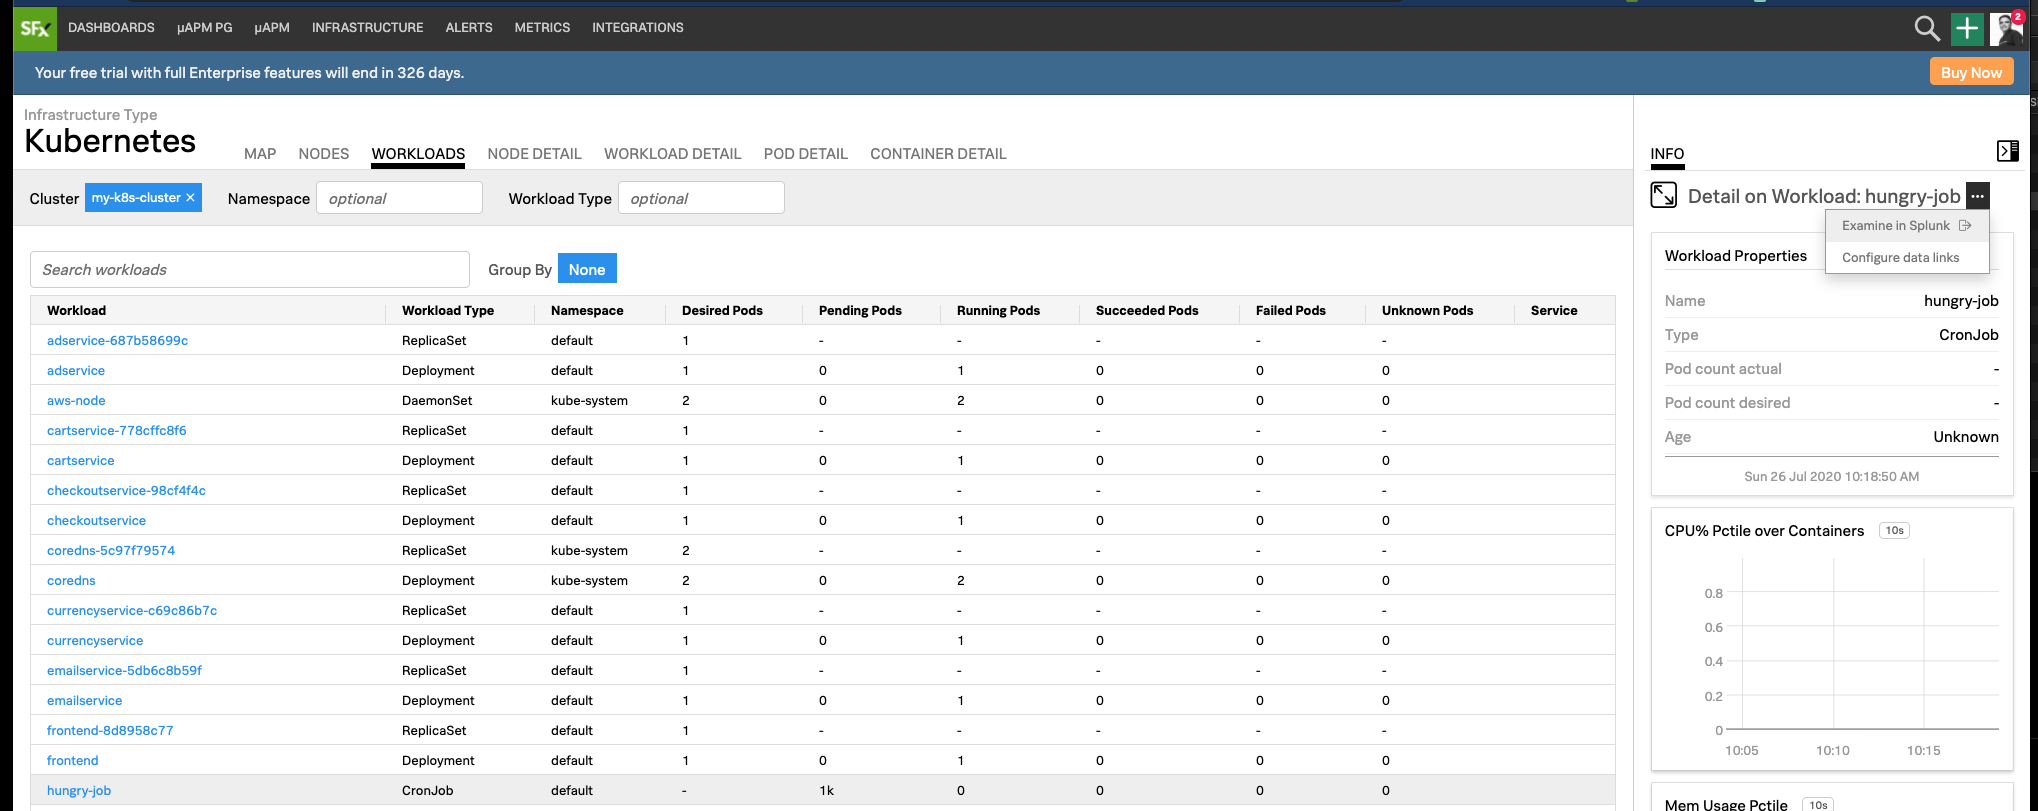 SFx DASHBOARDS µAPM PG µAPM INFRASTRUCTURE ALERTS METRICS INTEGRATIONS 2
Your free trial with full Enterprise features will end in 326 days. Buy Now
Infrastructure Type
Kubernetes MAP NODES WORKLOADS NODE DETAIL WORKLOAD DETAIL POD DETAIL CONTAINER DETAIL
Cluster my-k8s-cluster × Namespace optional Workload Type optional
Search workloads Group By None
Workload Workload Type Namespace Desired Pods Pending Pods Running Pods Succeeded Pods Failed Pods Unknown Pods Service
adservice-687b58699c ReplicaSet default 1 - - - - -
adservice Deployment default 1 0 1 0 0 0
aws-node DaemonSet kube-system 2 0 2 0 0 0
cartservice-778cffc8f6 ReplicaSet default 1 - - - - -
cartservice Deployment default 1 0 1 0 0 0
checkoutservice-98cf4f4c ReplicaSet default 1 - - - - -
checkoutservice Deployment default 1 0 1 0 0 0
coredns-5c97f79574 ReplicaSet kube-system 2 - - - - -
coredns Deployment kube-system 2 0 2 0 0 0
currencyservice-c69c86b7c ReplicaSet default 1 - - - - -
currencyservice Deployment default 1 0 1 0 0 0
emailservice-5db6c8b59f ReplicaSet default 1 - - - - -
emailservice Deployment default 1 0 1 0 0 0
frontend-8d8958c77 ReplicaSet default 1 - - - - -
frontend Deployment default 1 0 1 0 0 0
hungry-job CronJob default - 1k 0 0 0 0
INFO
Detail on Workload: hungry-job ...
Examine in Splunk
Configure data links
Workload Properties
Name hungry-job
Type CronJob
Pod count actual -
Pod count desired -
Age Unknown
Sun 26 Jul 2020 10:18:50 AM
CPU% Pctile over Containers 10s
0.8
0.6
0.4
0.2
0
10:05 10:10 10:15
Mem Usage Pctile 10s